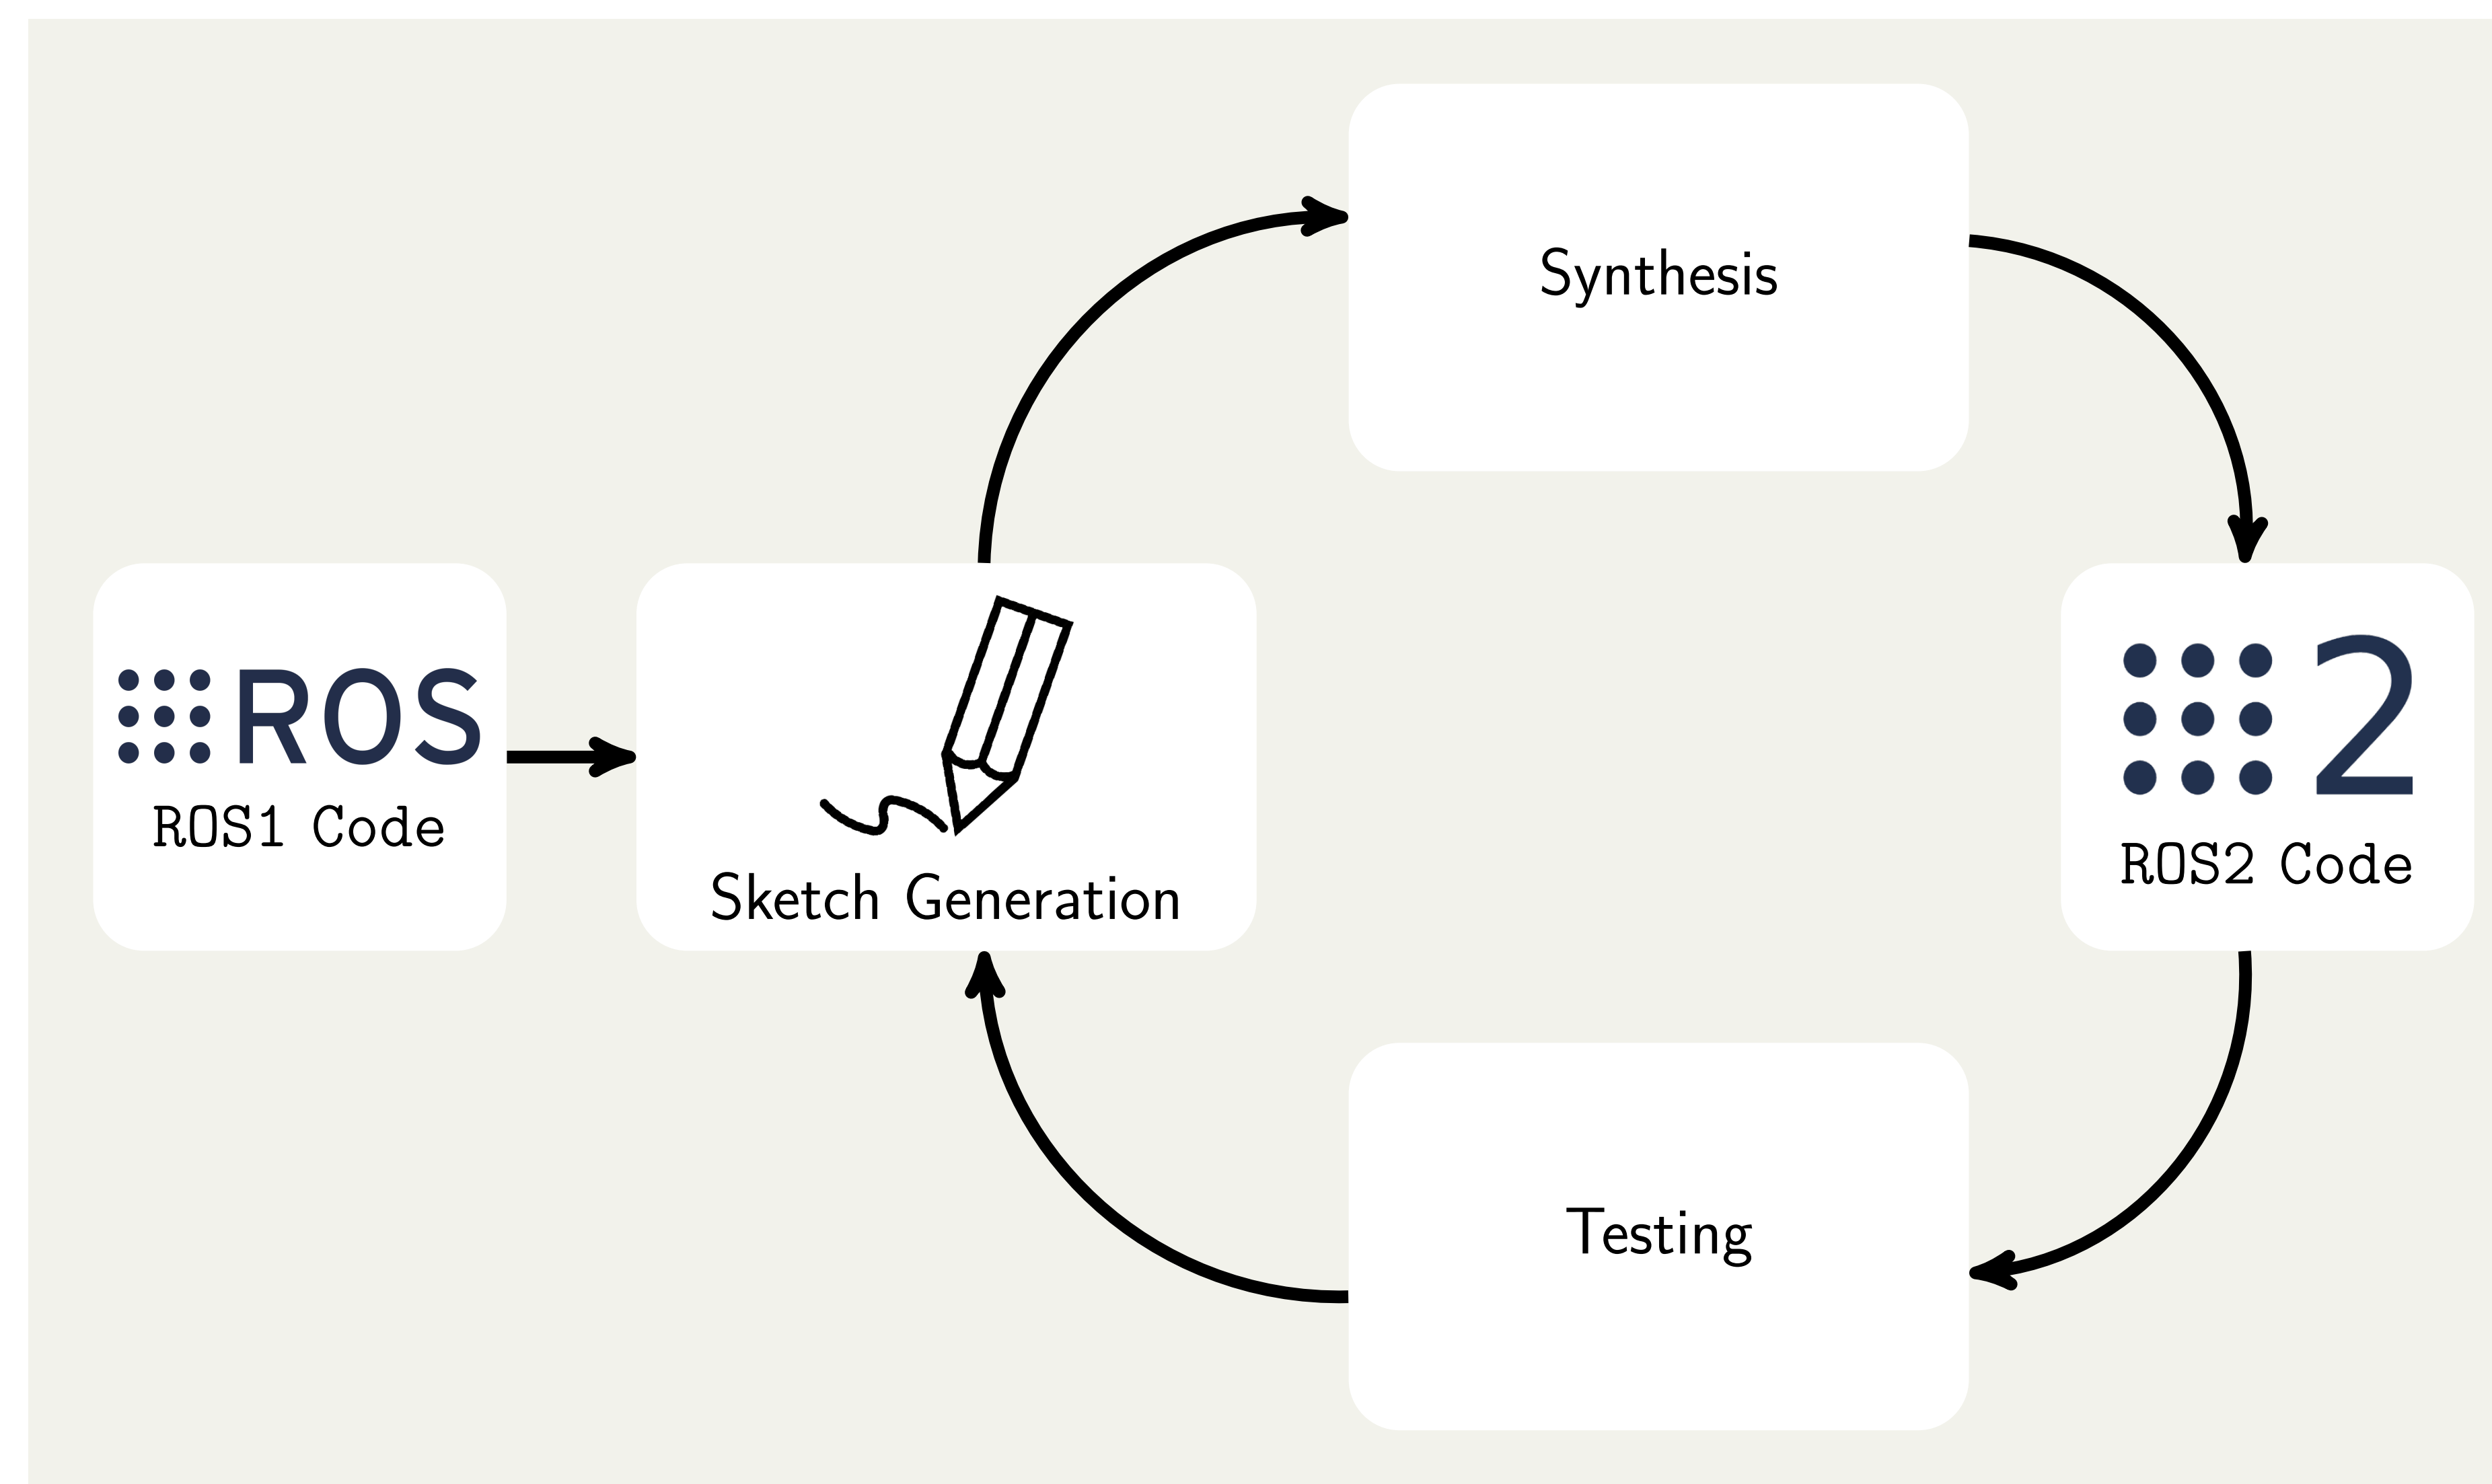 Synthesis
ROS
ROS1 Code
Sketch Generation
2
ROS2 Code
Testing